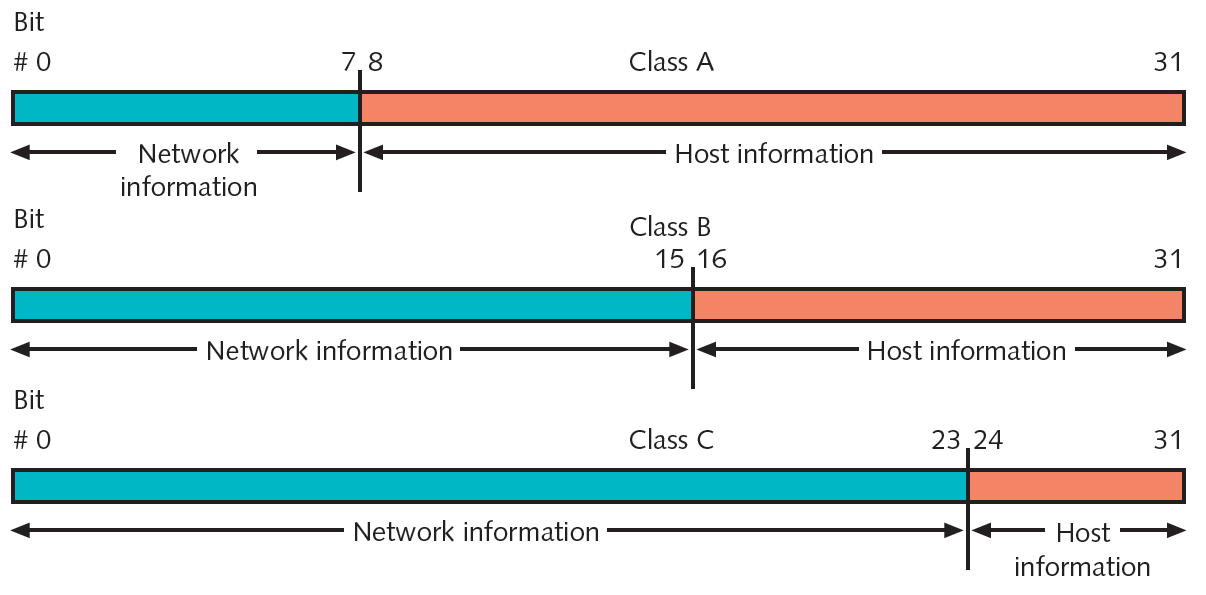 Bit
# 0 7 8 Class A 31
Network information Host information
Bit
Class B
# 0 15 16 31
Network information Host information
Bit
# 0 Class C 23 24 31
Network information Host information